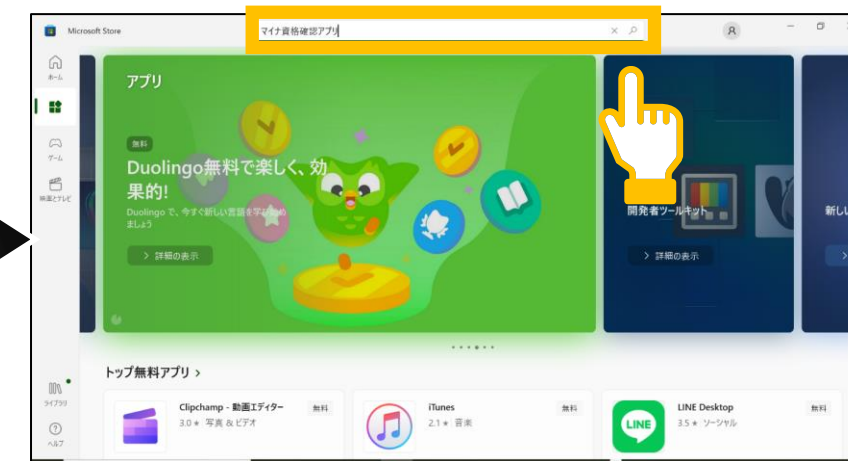 Microsoft Store
マイナ資格確認アプリ
ホーム
ゲーム
映画とテレビ
ライブラリ
ヘルプ
アプリ
無料
Duolingo無料で楽しく、効
果的!
Duolingo で、今すぐ新しい言語を学び始め
ましょう
詳細の表示
開発者ツールキット
詳細の表示
新しい
トップ無料アプリ >
Clipchamp - 動画エディター
無料
3.0 ★ 写真 & ビデオ
iTunes
無料
2.1 ★ 音楽
LINE
LINE Desktop
無料
3.5 ★ ソーシャル